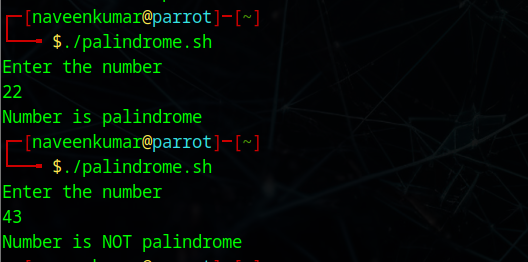 ┌─[naveenkumar@parrot]─[~]
└──╼ $./palindrome.sh
Enter the number
22
Number is palindrome
┌─[naveenkumar@parrot]─[~]
└──╼ $./palindrome.sh
Enter the number
43
Number is NOT palindrome